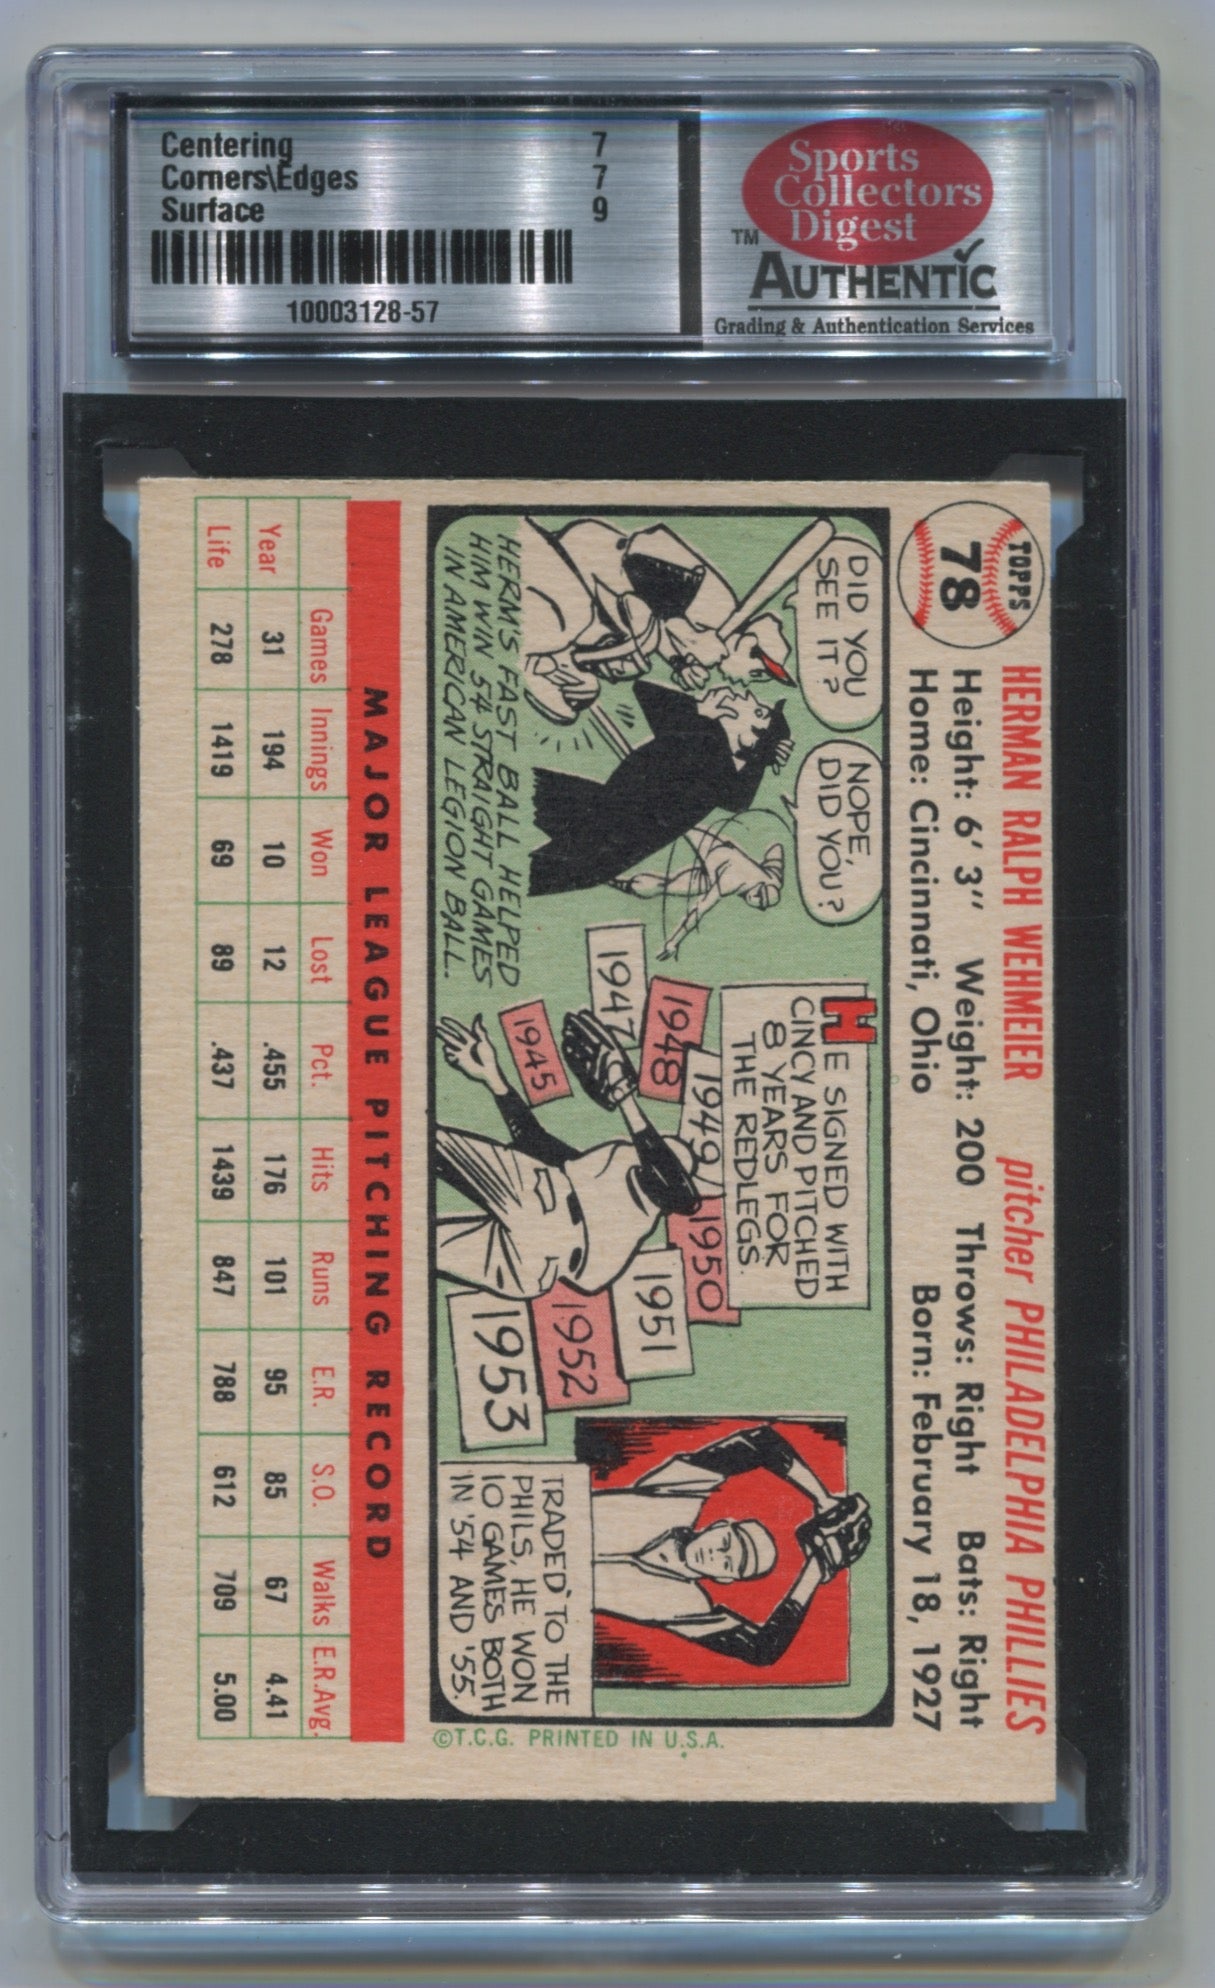 Centering 7
Corners\Edges 7
Surface 9
10003128-57
Sports
Collectors
Digest
TM
AUTHENTIC
Grading & Authentication Services
TOPPS
78
HERMAN RALPH WEHMEIER pitcher PHILADELPHIA PHILLIES
Height: 6' 3" Weight: 200 Throws: Right Bats: Right
Home: Cincinnati, Ohio Born: February 18, 1927
DID YOU
SEE IT?
NOPE,
DID YOU?
HERM'S FAST BALL HELPED
HIM WIN 54 STRAIGHT GAMES
IN AMERICAN LEGION BALL.
HE SIGNED WITH
CINCY AND PITCHED
8 YEARS FOR
THE REDLEGS
1945
1947
1948
1949
1950
1951
1952
1953
TRADED TO THE
PHILS, HE WON
10 GAMES BOTH
IN '54 AND '55.
©T.C.G. PRINTED IN U.S.A.
MAJOR LEAGUE PITCHING RECORD
Games Innings Won Lost Pct. Hits Runs E.R. S.O. Walks E.R.Avg.
Year 31 194 10 12 .455 176 101 95 85 67 4.41
Life 278 1419 69 89 .437 1439 847 788 612 709 5.00